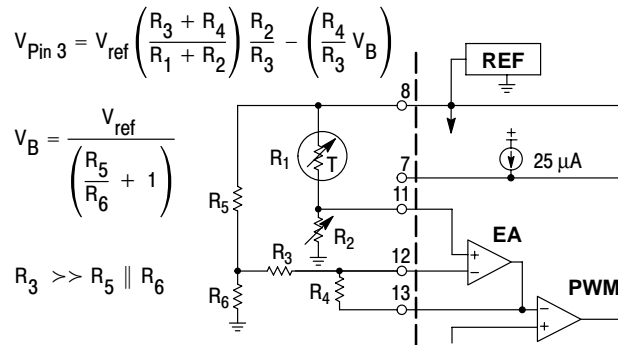 V_Pin 3 = V_ref ( (R_3 + R_4) / (R_1 + R_2) ) R_2 / R_3 − ( R_4 / R_3 V_B )
V_B = V_ref / ( R_5 / R_6 + 1 )
R_3 >> R_5 ∥ R_6
REF
8
R_1
T
7
25 μA
+
11
R_5
R_2
EA
R_3
12
+
−
R_6
R_4
13
PWM
−
+